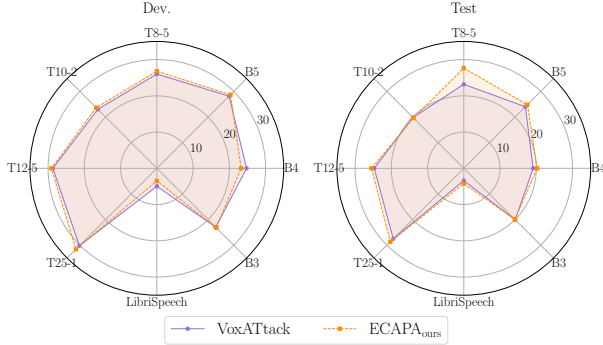 Dev.
Test
T8-5
T8-5
T10-2
B5
T10-2
B5
30
30
20
20
10
10
T12-5
B4
T12-5
B4
T25-1
B3
T25-1
B3
LibriSpeech
LibriSpeech
VoxATtack
ECAPA_ours